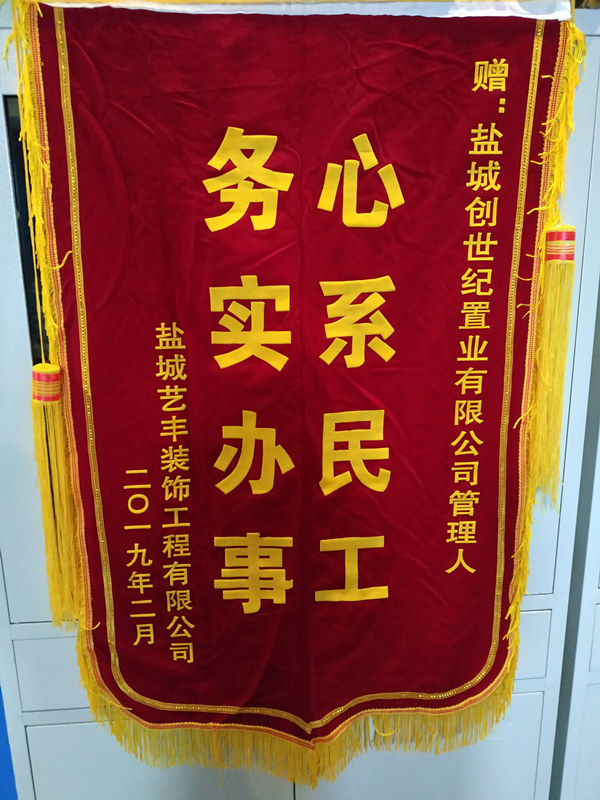 赠：盐城创世纪置业有限公司管理人
心系民工
务实办事
盐城艺丰装饰工程有限公司
二〇一九年二月